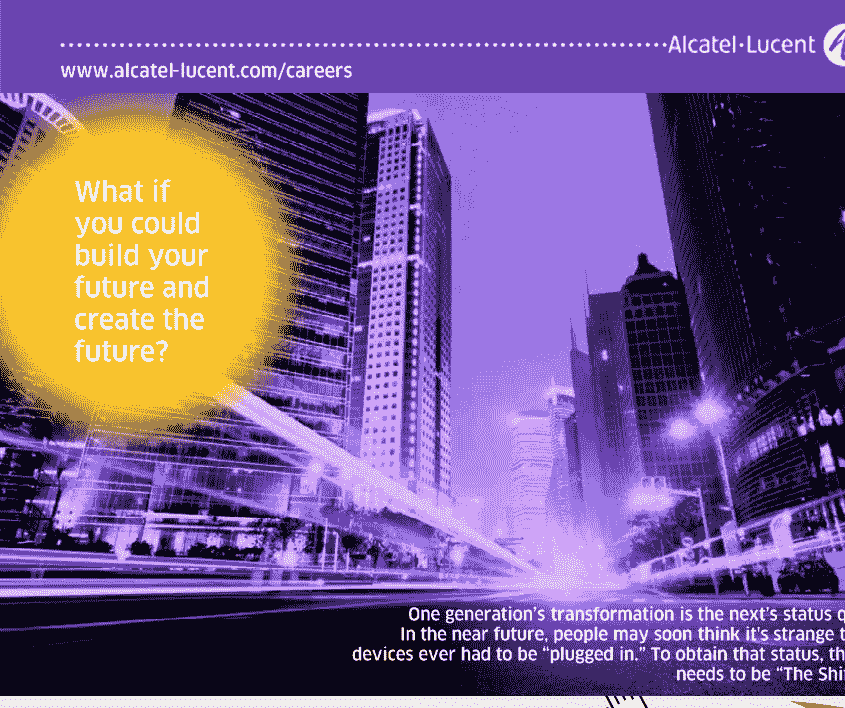 Alcatel·Lucent
www.alcatel-lucent.com/careers
What if
you could
build your
future and
create the
future?
One generation's transformation is the next's status
In the near future, people may soon think it's strange
devices ever had to be “plugged in.” To obtain that status,
needs to be “The